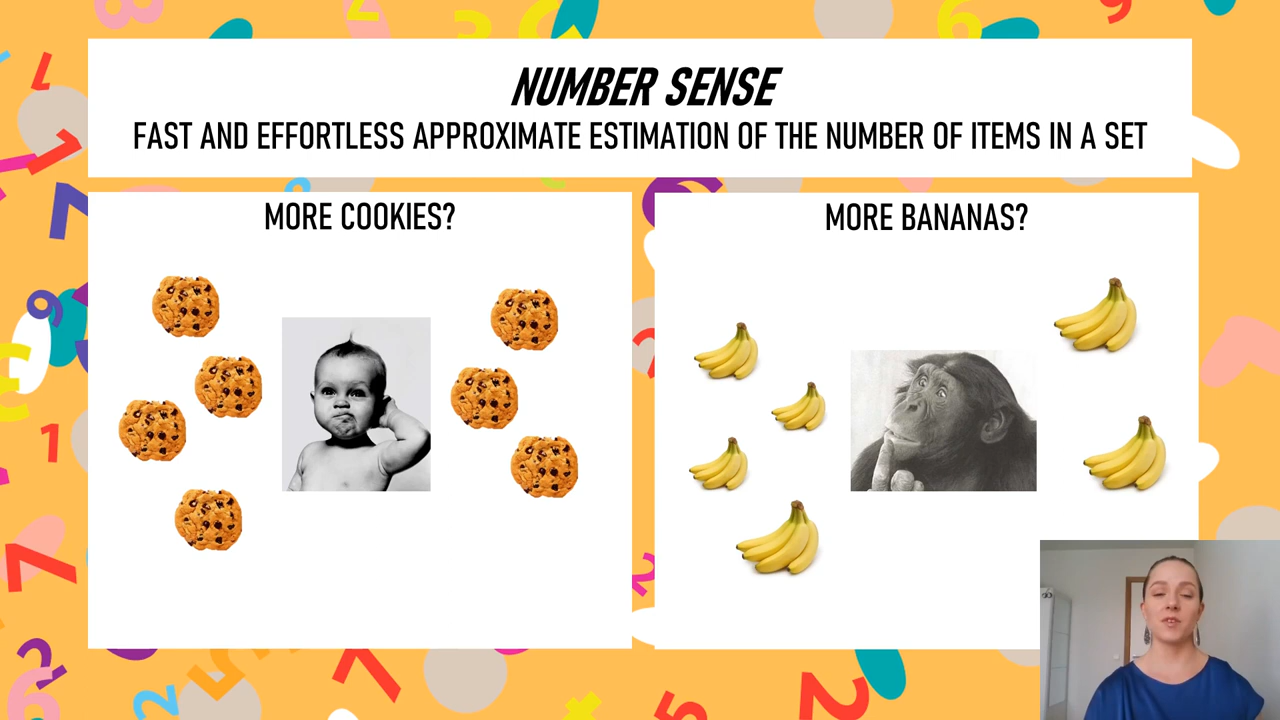 NUMBER SENSE
FAST AND EFFORTLESS APPROXIMATE ESTIMATION OF THE NUMBER OF ITEMS IN A SET
MORE COOKIES?
MORE BANANAS?